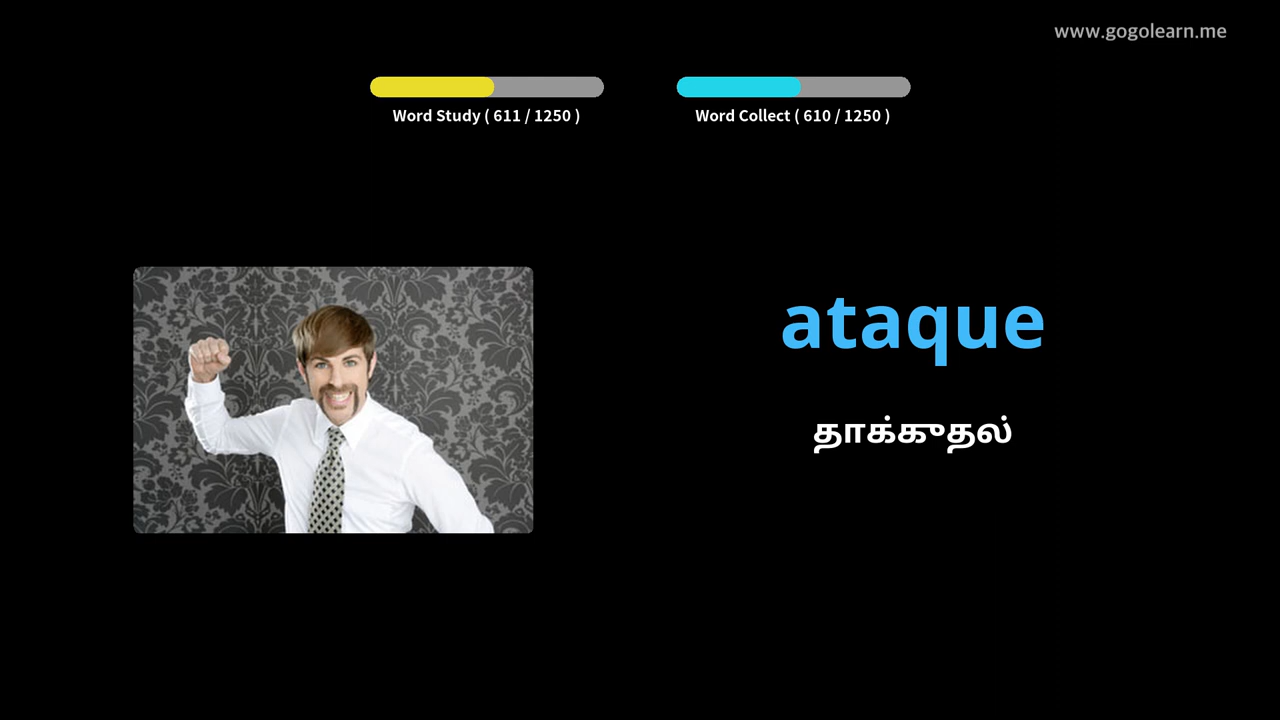 www.gogolearn.me
Word Study ( 611 / 1250 )
Word Collect ( 610 / 1250 )
ataque
தாக்குதல்